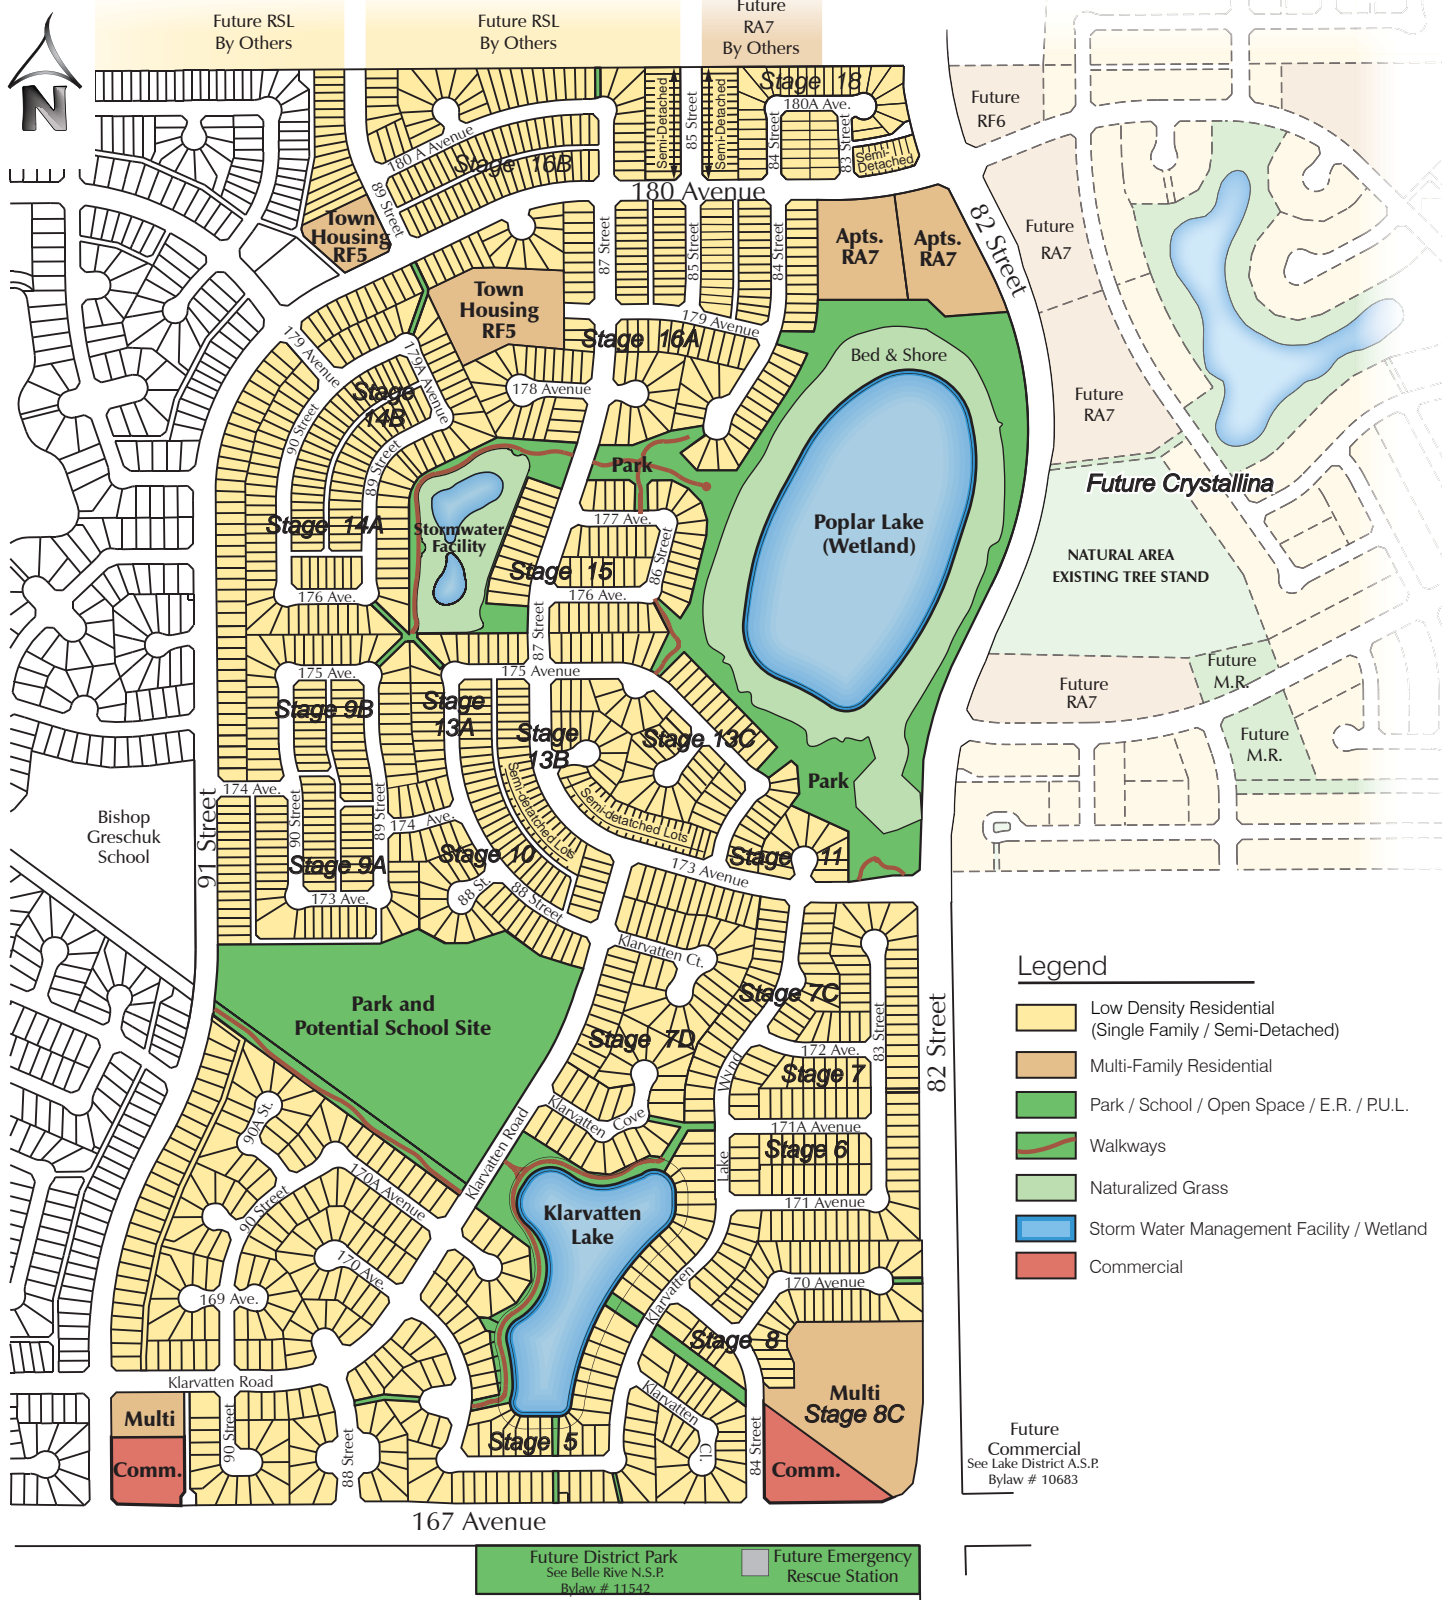 Future RSL
By Others
Future RSL
By Others
Future
RA7
By Others
N
Stage 18
180A Ave.
Semi-Detached
85 Street
Semi-Detached
84 Street
83 Street
Semi-
Detached
180 A Avenue
Stage 16B
89 Street
180 Avenue
Town
Housing
RF5
Future
RF6
82 Street
Future
RA7
Apts.
RA7
Apts.
RA7
87 Street
85 Street
84 Street
Town
Housing
RF5
179 Avenue
Stage 16A
179 Avenue
179A Avenue
Bed & Shore
178 Avenue
Stage
14B
90 Street
89 Street
Future
RA7
Park
Future Crystallina
Stage 14A
Stormwater
Facility
177 Ave.
86 Street
Poplar Lake
(Wetland)
NATURAL AREA
EXISTING TREE STAND
Stage 15
176 Ave.
176 Ave.
87 Street
175 Ave.
175 Avenue
Future
M.R.
Future
RA7
Stage 9B
Stage
13A
Stage
13B
Stage 13C
Future
M.R.
Semi-detatched Lots
Semi-detatched Lots
Park
174 Ave.
90 Street
89 Street
174 Ave.
Bishop
Greschuk
School
91 Street
Stage 9A
Stage 10
Stage 11
173 Avenue
173 Ave.
88 St.
88 Street
Klarvatten Ct.
Stage 7C
Park and
Potential School Site
Stage 7D
83 Street
82 Street
172 Ave.
Wynd
Stage 7
Klarvatten Cove
171A Avenue
Stage 6
Lake
90A St.
Klarvatten Road
170A Avenue
90 Street
171 Avenue
Klarvatten
Lake
170 Ave.
170 Avenue
Klarvatten
169 Ave.
Stage 8
Klarvatten Road
Multi
Comm.
90 Street
88 Street
Stage 5
Klarvatten
Cl.
84 Street
Multi
Stage 8C
Comm.
Future
Commercial
See Lake District A.S.P.
Bylaw # 10683
167 Avenue
Future District Park
See Belle Rive N.S.P.
Bylaw # 11542
Future Emergency
Rescue Station
Legend
Low Density Residential
(Single Family / Semi-Detached)
Multi-Family Residential
Park / School / Open Space / E.R. / P.U.L.
Walkways
Naturalized Grass
Storm Water Management Facility / Wetland
Commercial